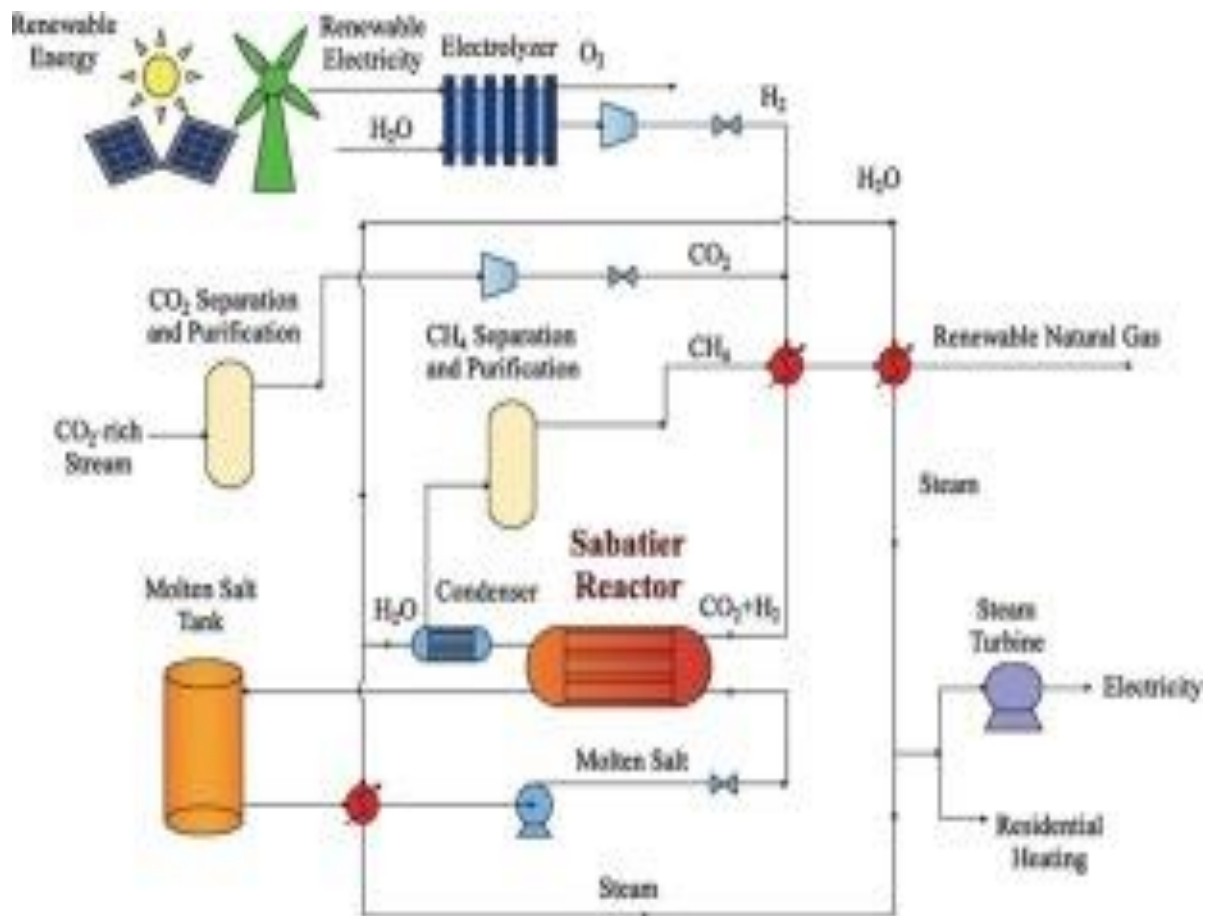 Renewable
Energy
Renewable
Electricity
Electrolyzer
O₂
H₂
H₂O
H₂O
CO₂
CO₂ Separation
and Purification
CH₄ Separation
and Purification
CH₄
Renewable Natural Gas
CO₂-rich
Stream
Steam
Sabatier
Reactor
Molten Salt
Tank
H₂O
Condenser
CO₂+H₂
Steam
Turbine
Electricity
Molten Salt
Residential
Heating
Steam